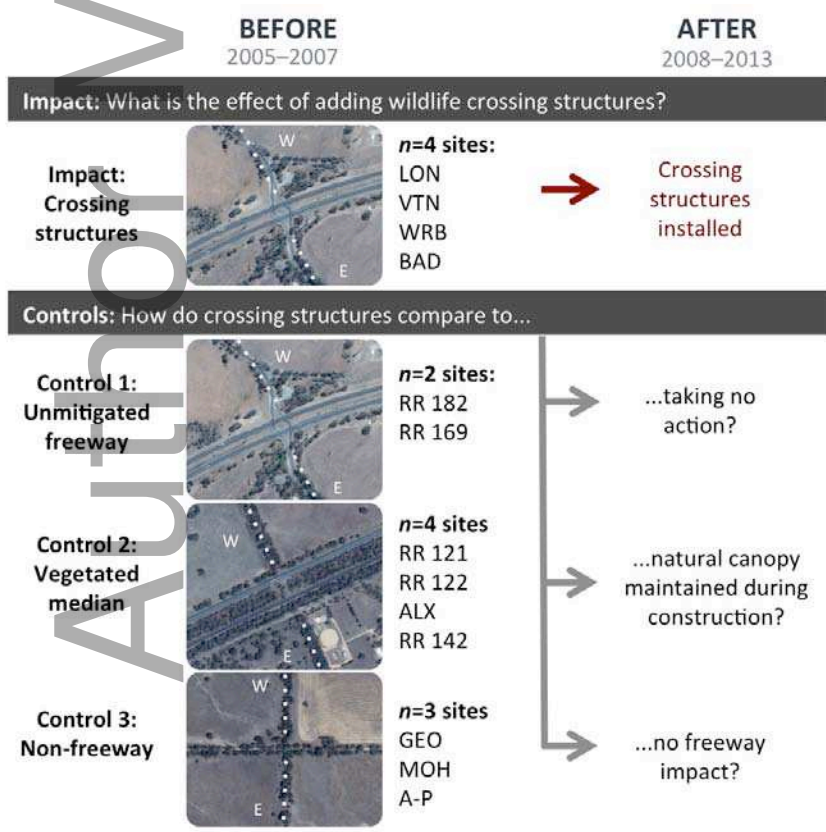 BEFORE
2005–2007
AFTER
2008–2013
Impact: What is the effect of adding wildlife crossing structures?
Impact:
Crossing
structures
W
E
n=4 sites:
LON
VTN
WRB
BAD
Crossing
structures
installed
Controls: How do crossing structures compare to...
Control 1:
Unmitigated
freeway
W
E
n=2 sites:
RR 182
RR 169
...taking no
action?
Control 2:
Vegetated
median
W
E
n=4 sites
RR 121
RR 122
ALX
RR 142
...natural canopy
maintained during
construction?
Control 3:
Non-freeway
W
E
n=3 sites
GEO
MOH
A-P
...no freeway
impact?
Author M